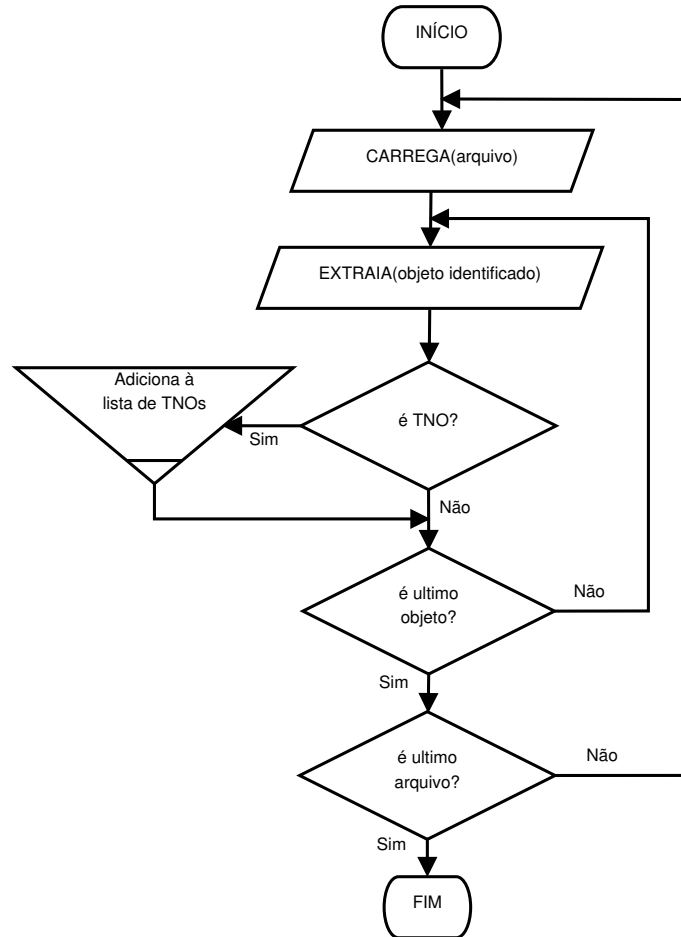 INÍCIO
CARREGA(arquivo)
EXTRAIA(objeto identificado)
Adiciona à
lista de TNOs
é TNO?
Sim
Não
é ultimo
objeto?
Não
Sim
é ultimo
arquivo?
Não
Sim
FIM